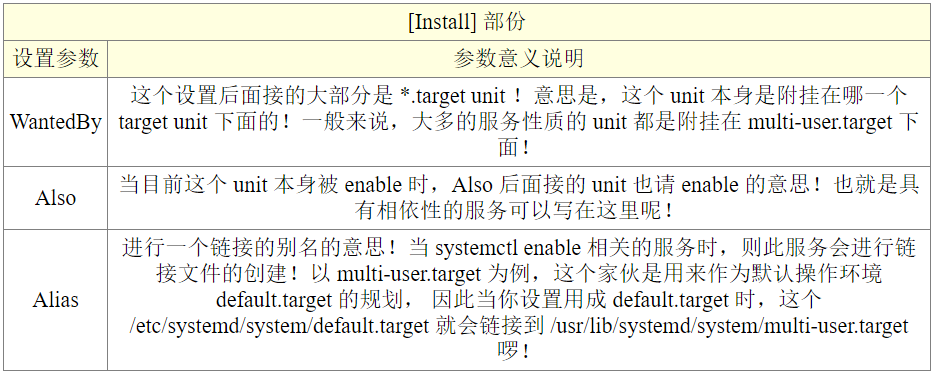 [Install] 部份
设置参数 参数意义说明
这个设置后面接的大部分是 *.target unit ！意思是，这个 unit 本身是附挂在哪一个
WantedBy target unit 下面的！一般来说，大多的服务性质的 unit 都是附挂在 multi-user.target 下
面！
当目前这个 unit 本身被 enable 时，Also 后面接的 unit 也请 enable 的意思！也就是具
Also
有相依性的服务可以写在这里呢！
进行一个链接的别名的意思！当 systemctl enable 相关的服务时，则此服务会进行链
接文件的创建！以 multi-user.target 为例，这个家伙是用来作为默认操作环境
Alias default.target 的规划， 因此当你设置用成 default.target 时，这个
/etc/systemd/system/default.target 就会链接到 /usr/lib/systemd/system/multi-user.target
啰！